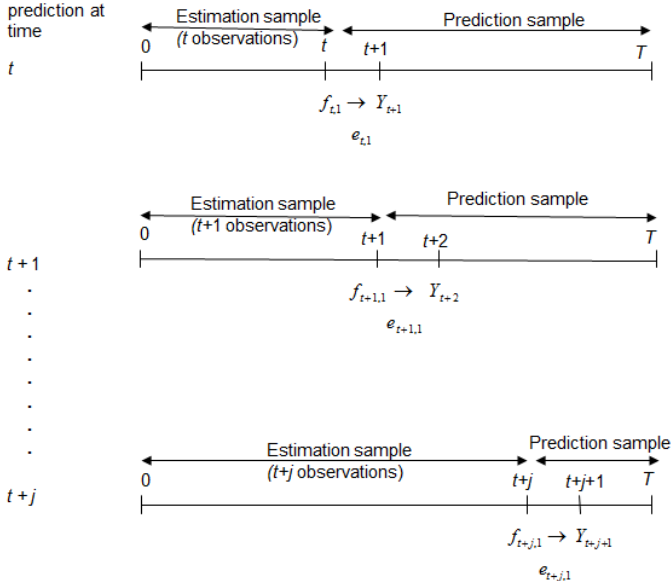 prediction at
time
Estimation sample
(t observations)
Prediction sample
0 t t+1 T
t
f_{t,1} → Y_{t+1}
e_{t,1}
Estimation sample
(t+1 observations)
Prediction sample
0 t+1 t+2 T
t + 1
f_{t+1,1} → Y_{t+2}
e_{t+1,1}
Estimation sample
(t+j observations)
Prediction sample
0 t+j t+j+1 T
t + j
f_{t+j,1} → Y_{t+j+1}
e_{t+j,1}